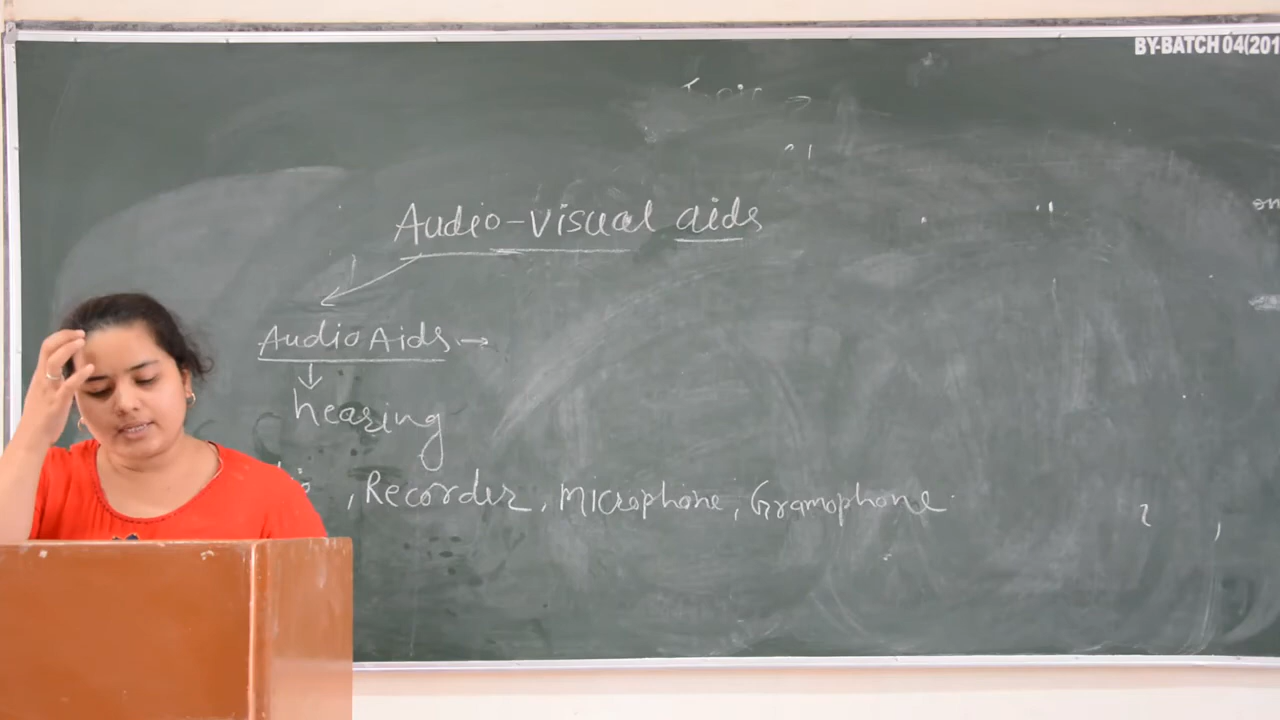 BY-BATCH 04(201
Audio-visual aids
Audio Aids →
↓
hearing
, Recorder, Microphone, Gramophone